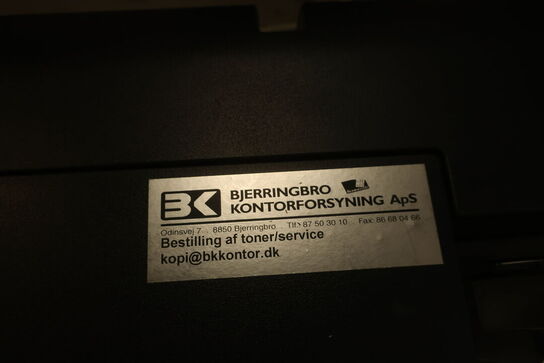 BK BJERRINGBRO
KONTORFORSYNING ApS
Odinsvej 7 ... 8850 Bjerringbro ... Tlf. 87 50 30 10 ... Fax: 86 68 04 66
Bestilling af toner/service
kopi@bkkontor.dk